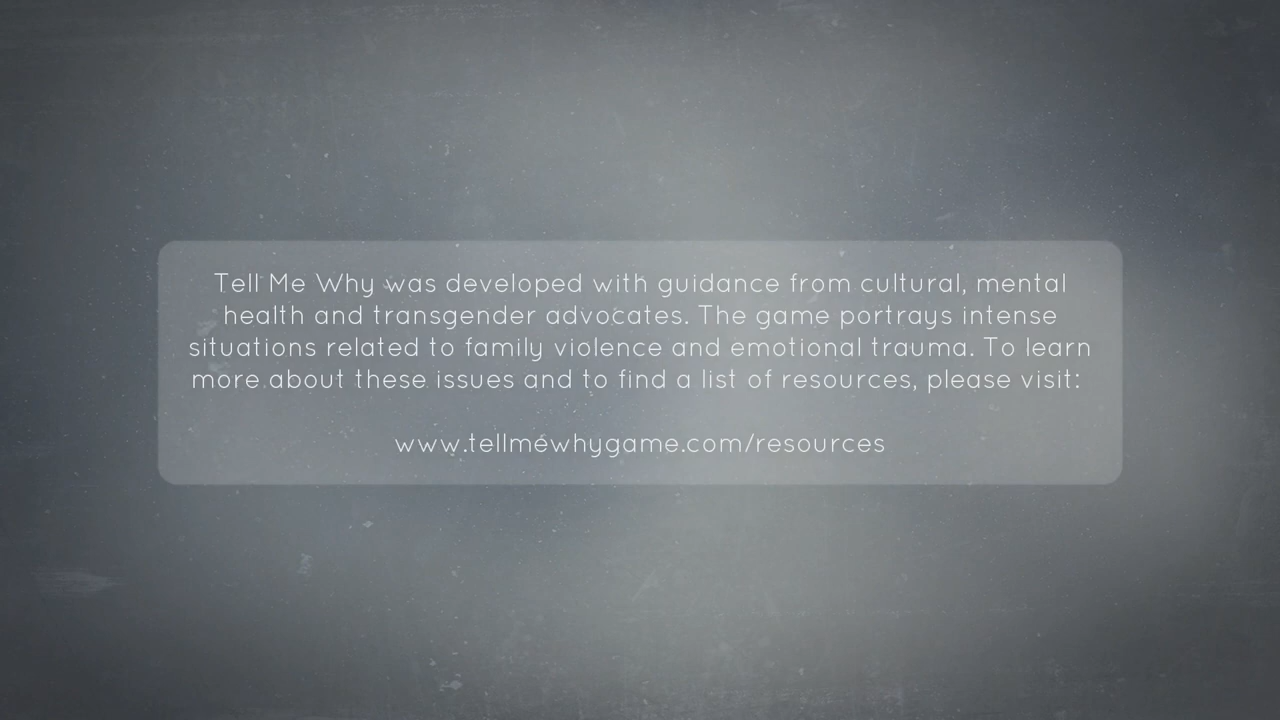 Tell Me Why was developed with guidance from cultural, mental
health and transgender advocates. The game portrays intense
situations related to family violence and emotional trauma. To learn
more about these issues and to find a list of resources, please visit:
www.tellmewhygame.com/resources